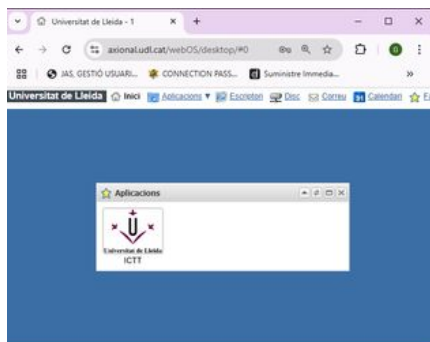 Universitat de Lleida - 1
axional.udl.cat/webOS/desktop/#0
G
JAS, GESTIÓ USUARI... CONNECTION PASS... Suministre Immedia...
Universitat de Lleida Inici Aplicacions Escriptori Disc Correu Calendari
Aplicacions
Ü
Universitat de Lleida
ICTT